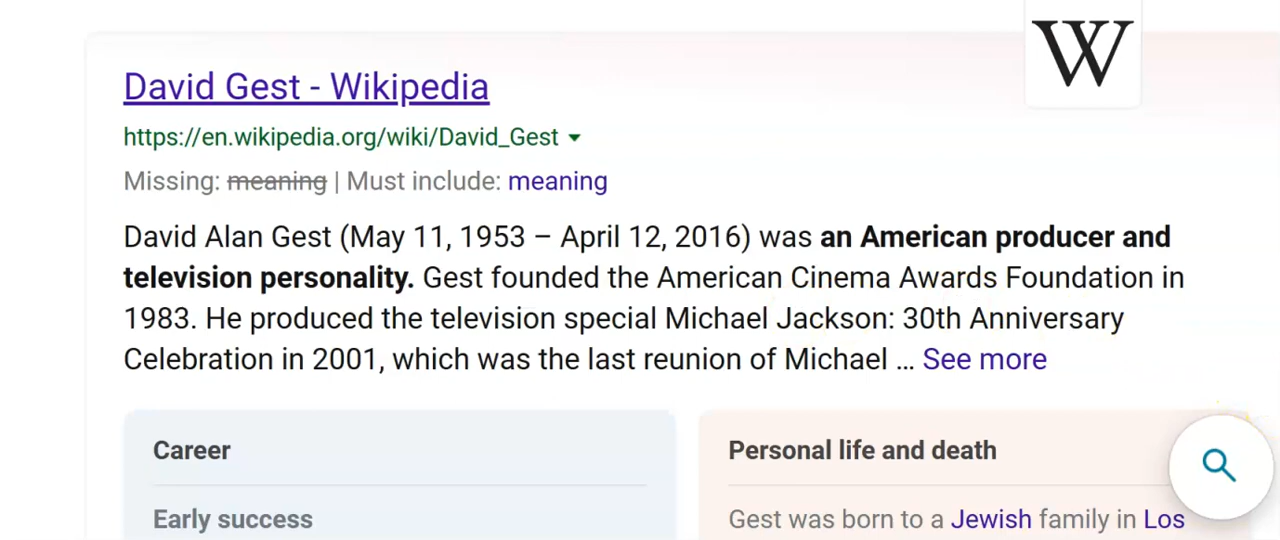 W
David Gest - Wikipedia
https://en.wikipedia.org/wiki/David_Gest
Missing: meaning | Must include: meaning
David Alan Gest (May 11, 1953 – April 12, 2016) was an American producer and
television personality. Gest founded the American Cinema Awards Foundation in
1983. He produced the television special Michael Jackson: 30th Anniversary
Celebration in 2001, which was the last reunion of Michael ... See more
Career
Early success
Personal life and death
Gest was born to a Jewish family in Los